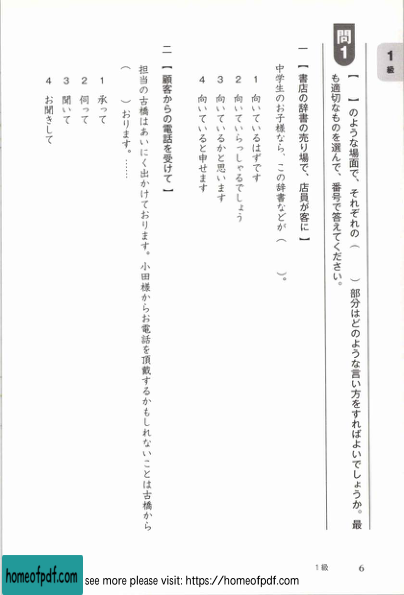 1級
問1
【　　】のような場面で、それぞれの（　　　）部分はどのような言い方をすればよいでしょうか。最
も適切なものを選んで、番号で答えてください。
一　【書店の辞書の売り場で、店員が客に】
中学生のお子様なら、この辞書などが（　　　）。
1　向いているはずです
2　向いていらっしゃるでしょう
3　向いているかと思います
4　向いていると申せます
二　【顧客からの電話を受けて】
担当の古橋はあいにく出かけております。小田様からお電話を頂戴するかもしれないことは古橋から
（　　　）おります。……
1　承って
2　伺って
3　聞いて
4　お聞きして
1級　6
homeofpdf.com
see more please visit: https://homeofpdf.com